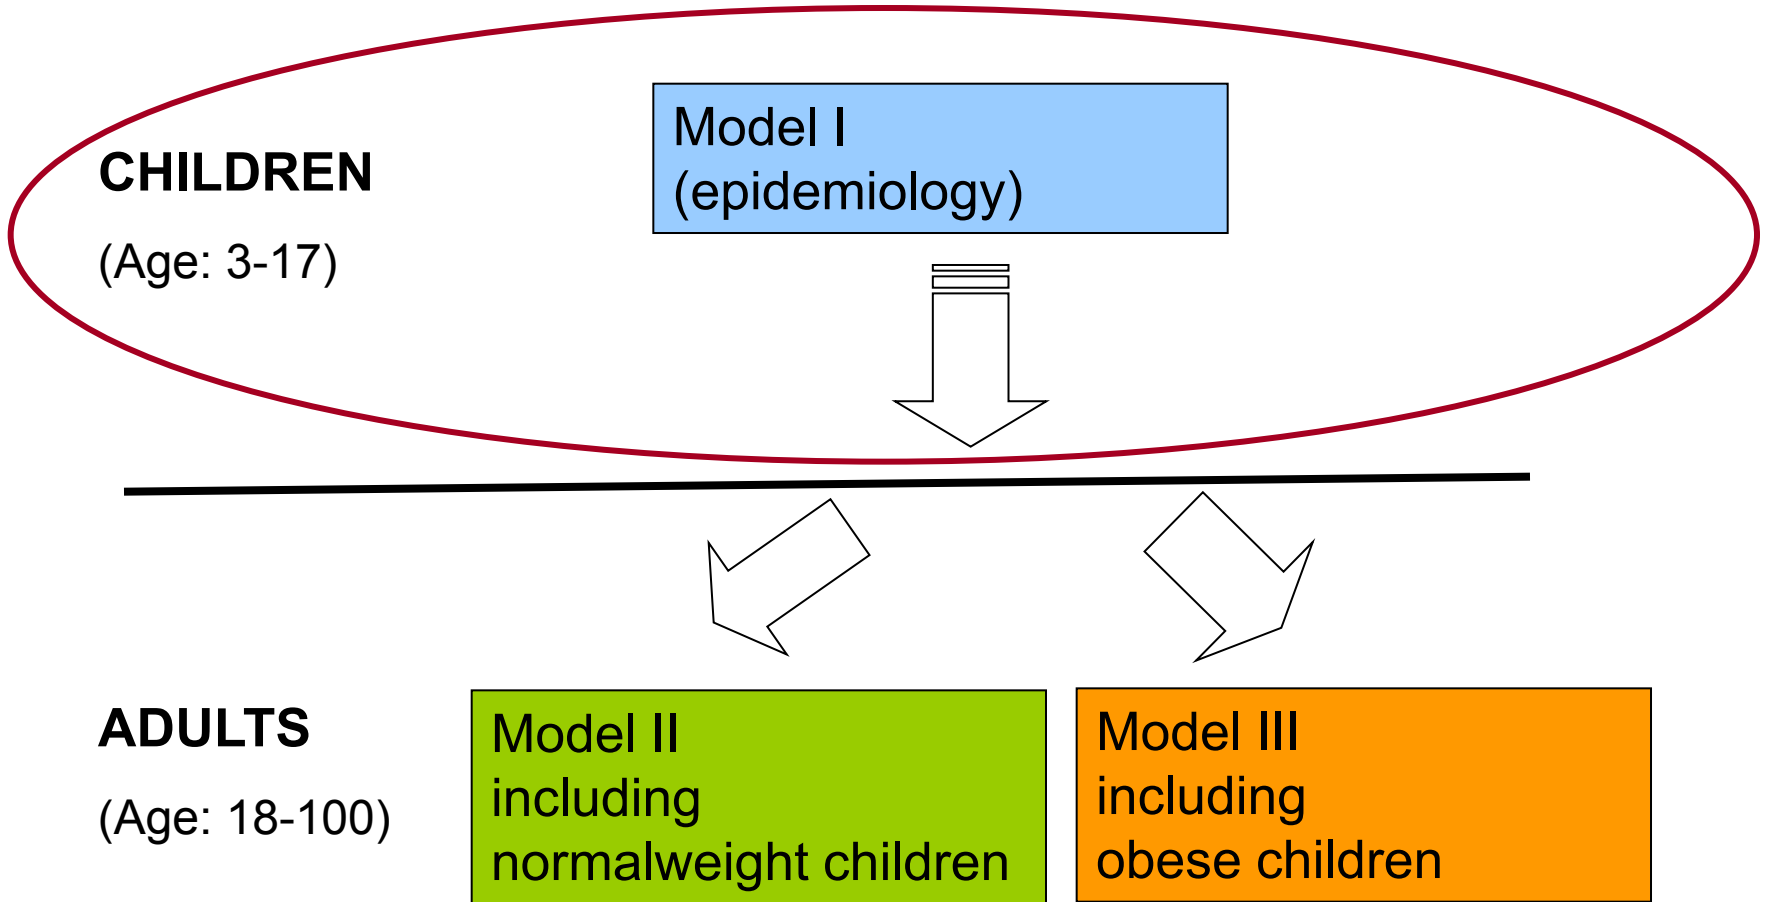 CHILDREN
(Age: 3-17)
Model I
(epidemiology)
ADULTS
(Age: 18-100)
Model II
including
normalweight children
Model III
including
obese children